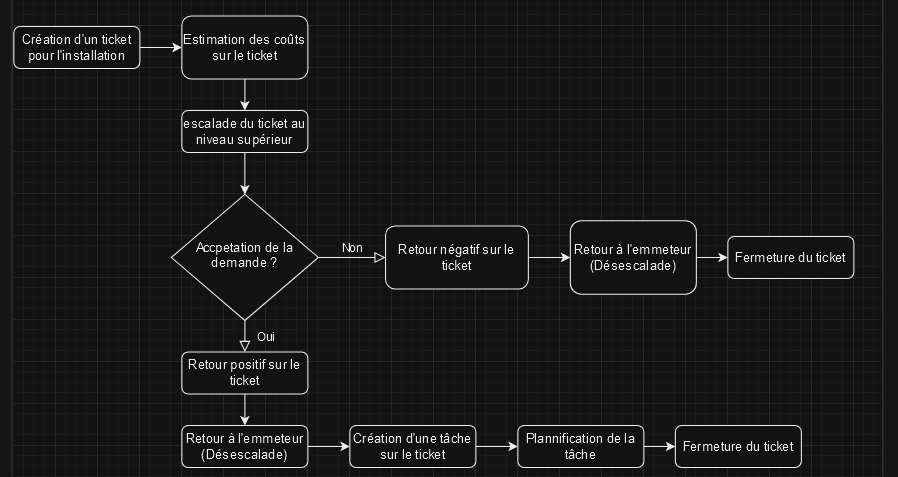 Création d'un ticket
pour l'installation
Estimation des coûts
sur le ticket
escalade du ticket au
niveau supérieur
Accpetation de la
demande ?
Non
Retour négatif sur le
ticket
Retour à l'emmeteur
(Désescalade)
Fermeture du ticket
Oui
Retour positif sur le
ticket
Retour à l'emmeteur
(Désescalade)
Création d'une tâche
sur le ticket
Plannification de la
tâche
Fermeture du ticket